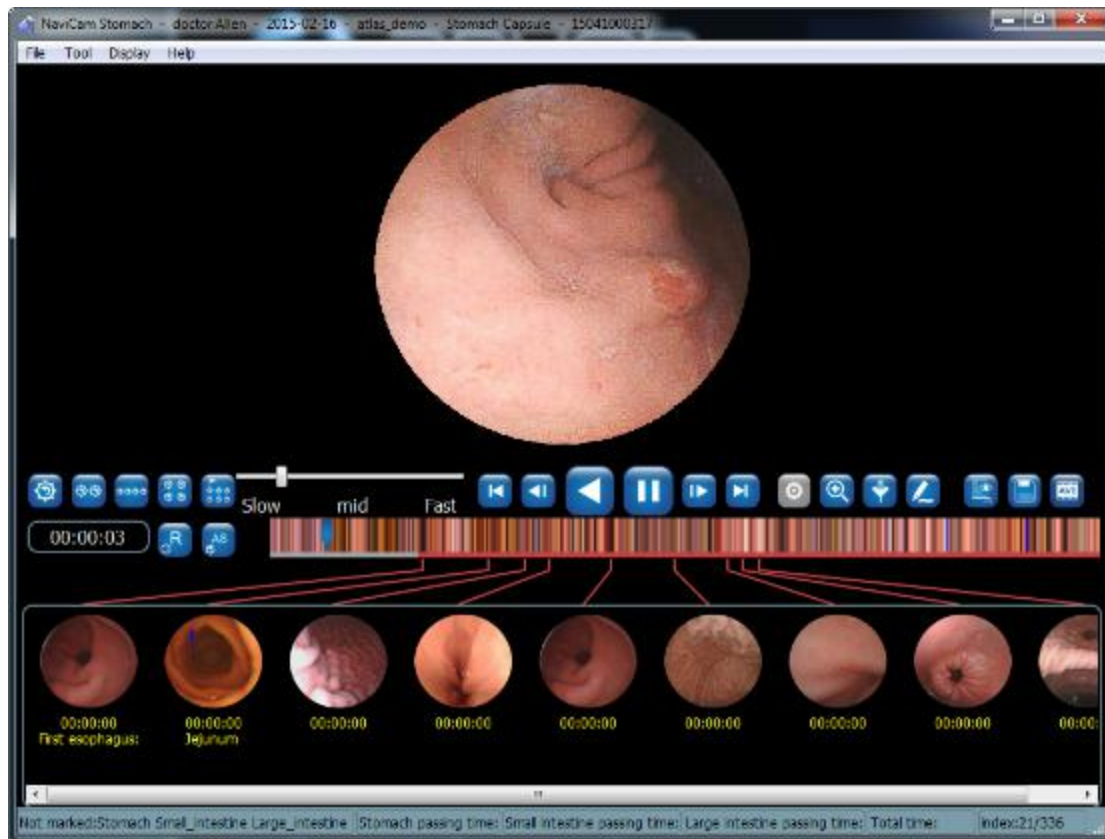 NaviCam Stomach - doctor Allen - 2015-02-16 - atlas_demo - Stomach Capsule - 15041000317
File Tool Display Help
Slow mid Fast
00:00:03 R AS
00:00:00 00:00:00 00:00:00 00:00:00 00:00:00 00:00:00 00:00:00 00:00:00 00:00:
First esophagus: Jejunum
Not marked:Stomach Small_intestine Large_intestine Stomach passing time: Small intestine passing time: Large intestine passing time: Total time: index:21/336